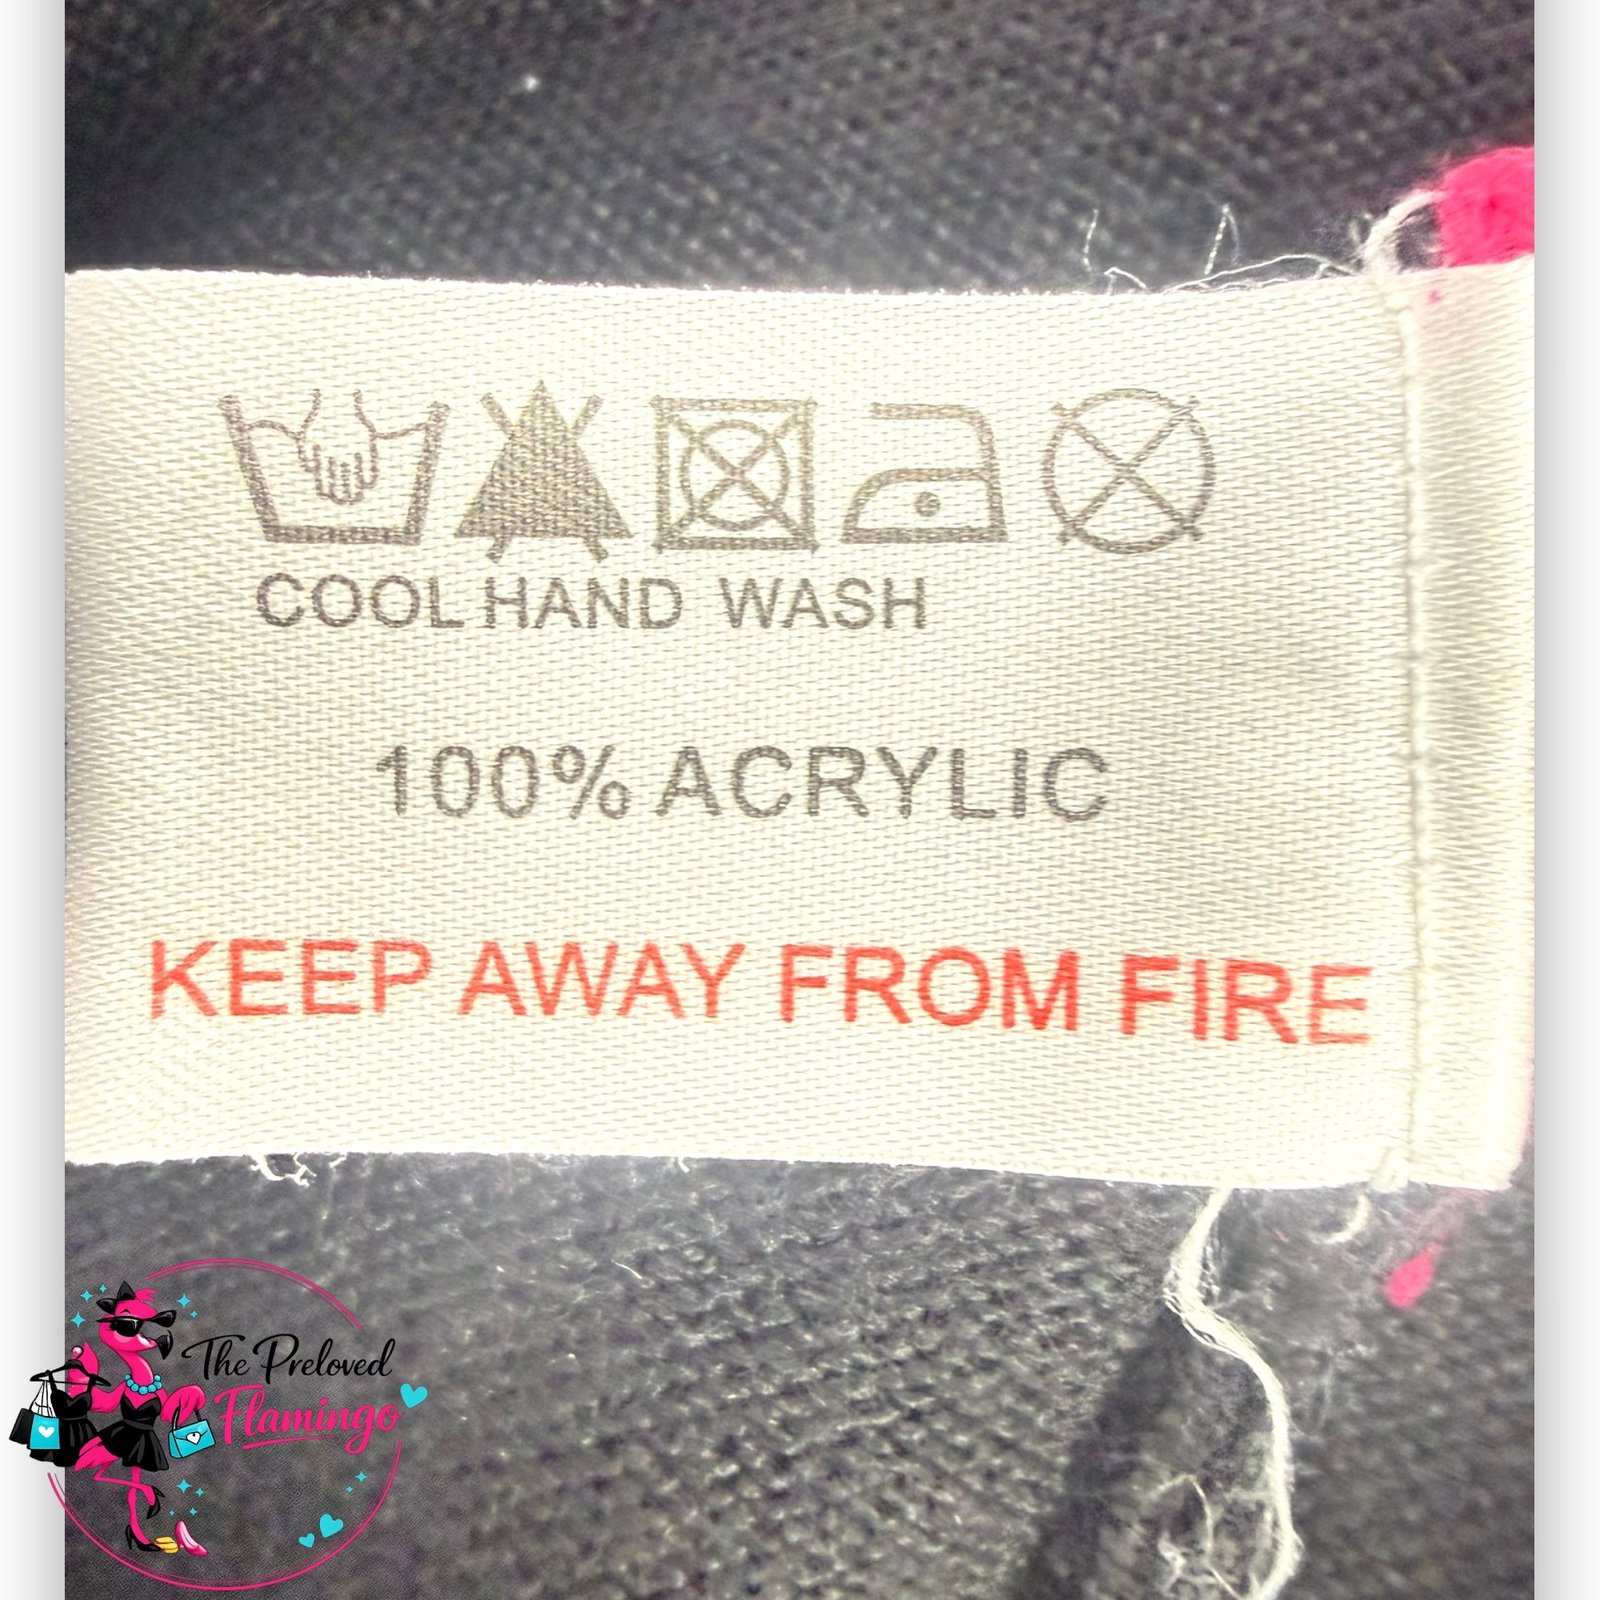 COOL HAND WASH
100% ACRYLIC
KEEP AWAY FROM FIRE
The Preloved
Flamingo